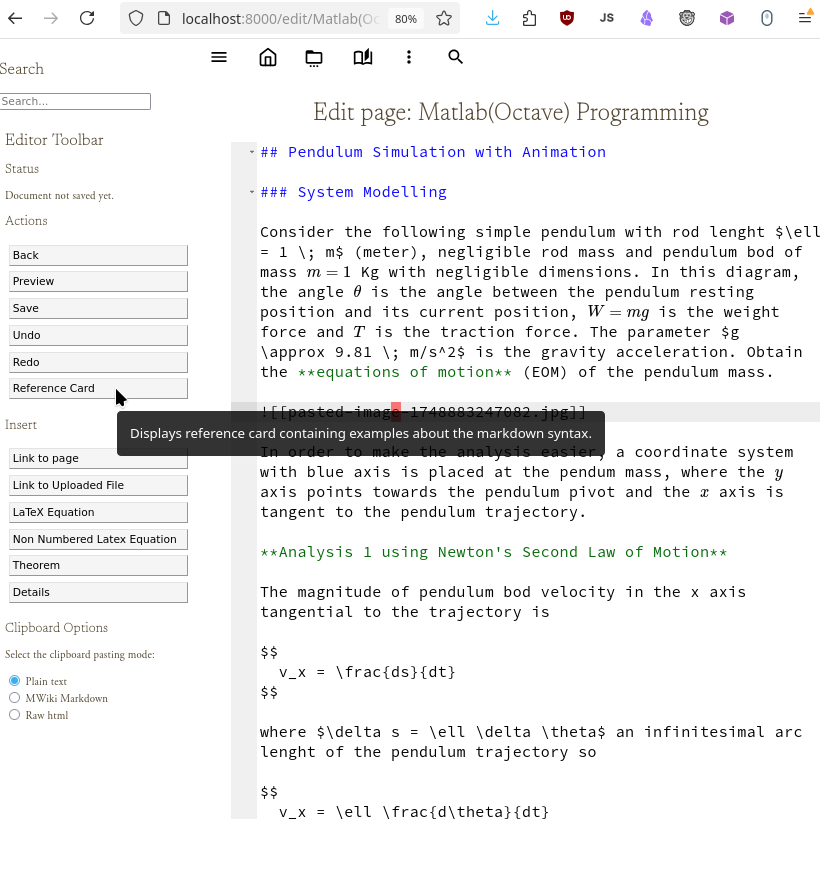 localhost:8000/edit/Matlab(Oc
80%
JS
Search
Search...
Editor Toolbar
Status
Document not saved yet.
Actions
Back
Preview
Save
Undo
Redo
Reference Card
Insert
Link to page
Link to Uploaded File
LaTeX Equation
Non Numbered Latex Equation
Theorem
Details
Clipboard Options
Select the clipboard pasting mode:
Plain text
MWiki Markdown
Raw html
Edit page: Matlab(Octave) Programming
## Pendulum Simulation with Animation
### System Modelling
Consider the following simple pendulum with rod lenght $\ell
= 1 \; m$ (meter), negligible rod mass and pendulum bod of
mass m = 1 Kg with negligible dimensions. In this diagram,
the angle θ is the angle between the pendulum resting
position and its current position, W = mg is the weight
force and T is the traction force. The parameter $g
\approx 9.81 \; m/s^2$ is the gravity acceleration. Obtain
the **equations of motion** (EOM) of the pendulum mass.
![[pasted-image-1748883247082.jpg]]
Displays reference card containing examples about the markdown syntax.
In order to make the analysis easier, a coordinate system
with blue axis is placed at the pendum mass, where the y
axis points towards the pendulum pivot and the x axis is
tangent to the pendulum trajectory.
**Analysis 1 using Newton's Second Law of Motion**
The magnitude of pendulum bod velocity in the x axis
tangential to the trajectory is
$$
v_x = \frac{ds}{dt}
$$
where $\delta s = \ell \delta \theta$ an infinitesimal arc
lenght of the pendulum trajectory so
$$
v_x = \ell \frac{d\theta}{dt}